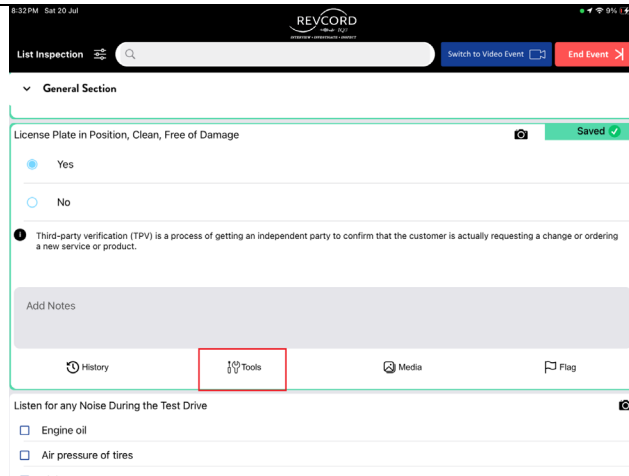 8:32 PM Sat 20 Jul
9%
REVCORD
List Inspection
Switch to Video Event
End Event
General Section
License Plate in Position, Clean, Free of Damage
Saved
Yes
No
Third-party verification (TPV) is a process of getting an independent party to confirm that the customer is actually requesting a change or ordering
a new service or product.
Add Notes
History
Tools
Media
Flag
Listen for any Noise During the Test Drive
Engine oil
Air pressure of tires